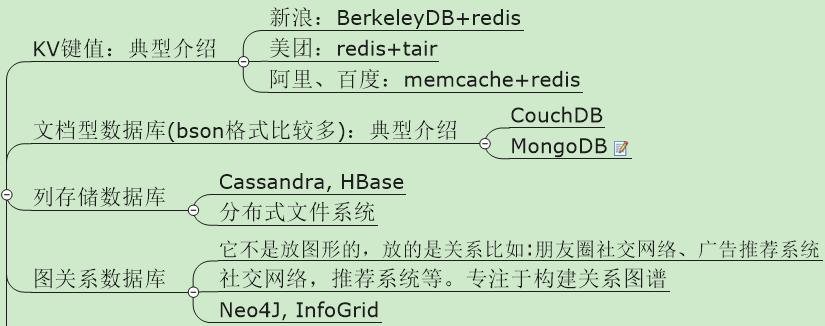 KV键值：典型介绍
新浪：BerkeleyDB+redis
美团：redis+tair
阿里、百度：memcache+redis
文档型数据库(bson格式比较多)：典型介绍
CouchDB
MongoDB
列存储数据库
Cassandra, HBase
分布式文件系统
图关系数据库
它不是放图形的，放的是关系比如:朋友圈社交网络、广告推荐系统
社交网络，推荐系统等。专注于构建关系图谱
Neo4J, InfoGrid